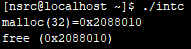 [nsrc@localhost ~]$ ./intc
malloc(32)=0x2088010
free (0x2088010)